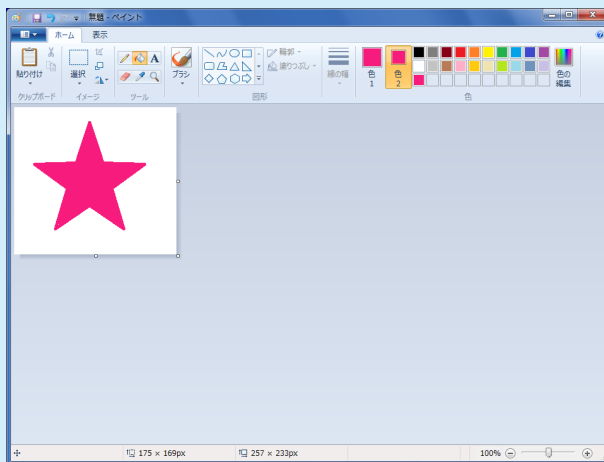 無題 - ペイント
ホーム 表示
貼り付け
選択
A
ブラシ
輪郭
塗りつぶし
線の幅
色
1
色
2
色の
編集
クリップボード イメージ ツール 図形 色
175 × 169px 257 × 233px 100%